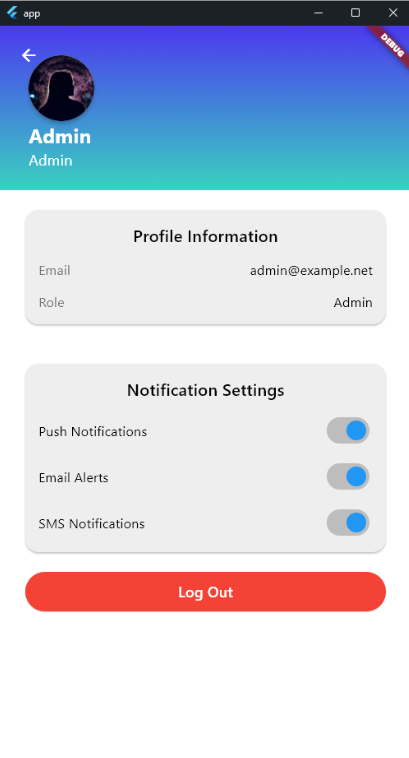 app
DEBUG
Admin
Admin
Profile Information
Email admin@example.net
Role Admin
Notification Settings
Push Notifications
Email Alerts
SMS Notifications
Log Out